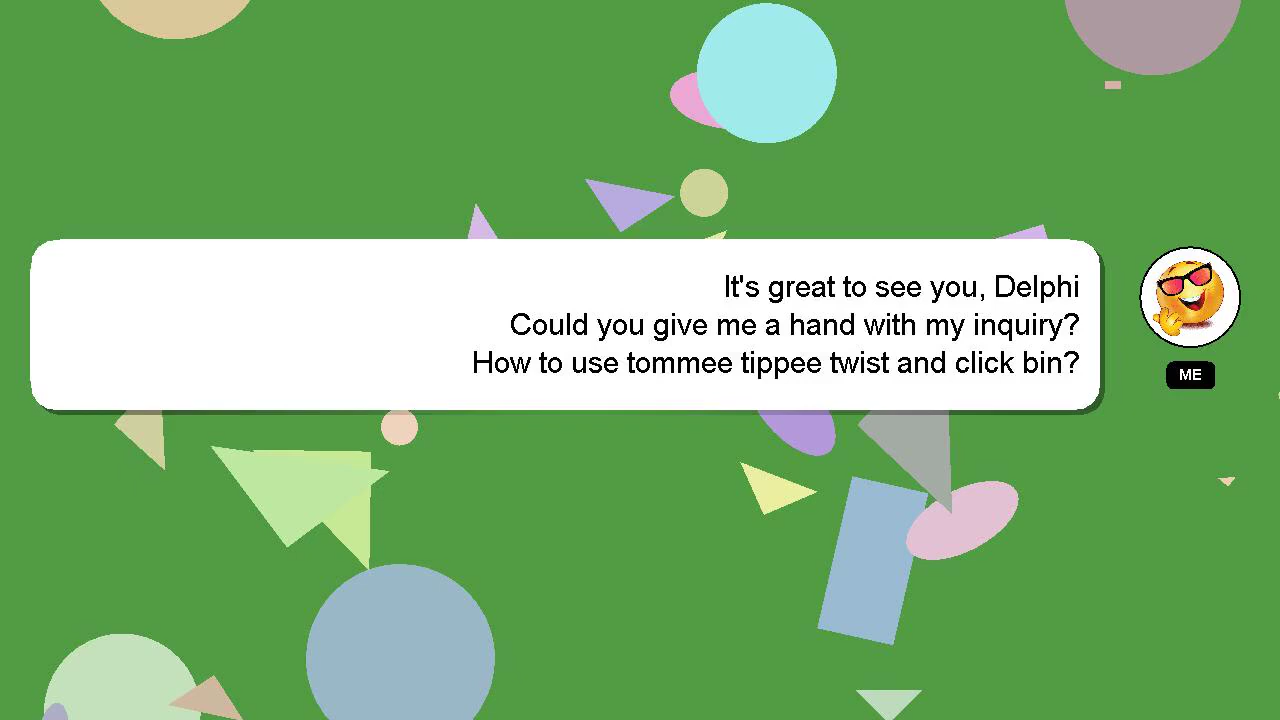 It's great to see you, Delphi
Could you give me a hand with my inquiry?
How to use tommee tippee twist and click bin?
ME